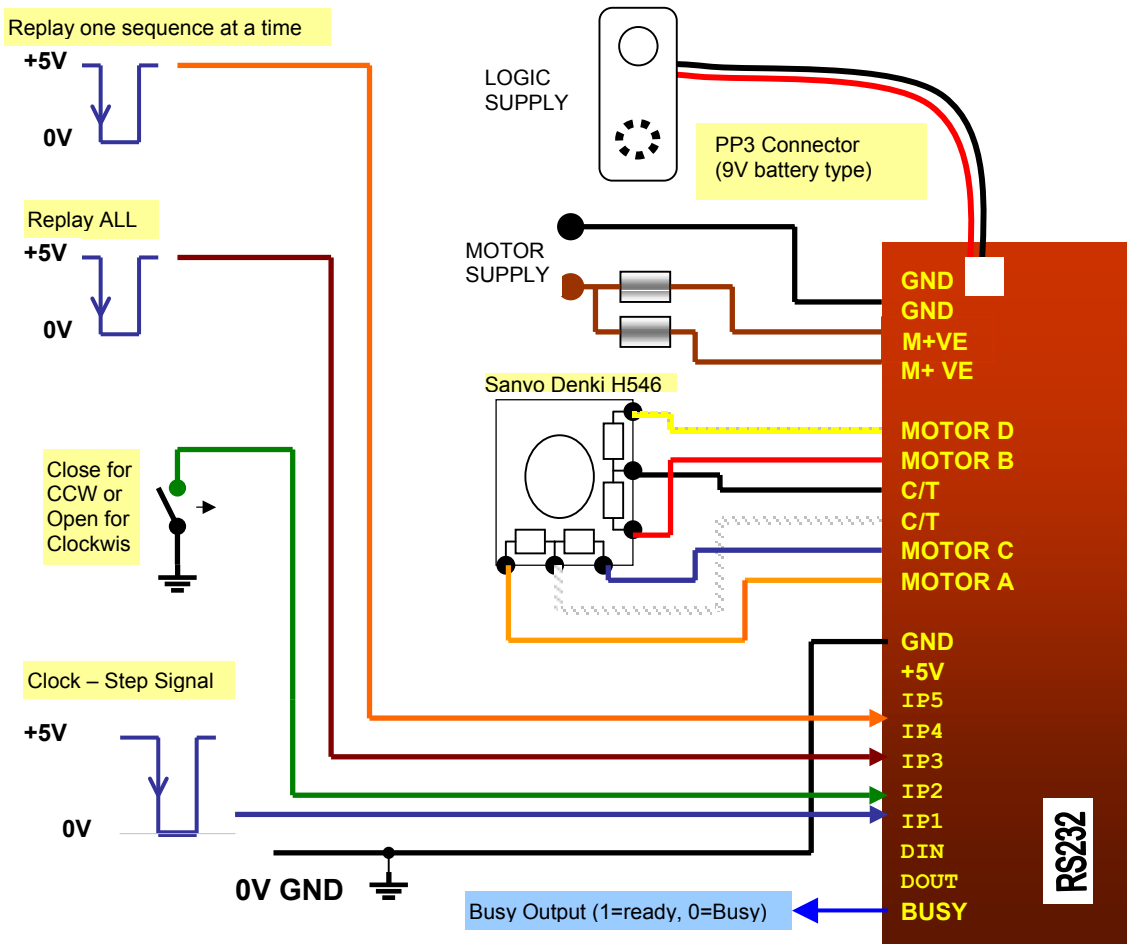 Replay one sequence at a time
+5V
0V
LOGIC
SUPPLY
PP3 Connector
(9V battery type)
Replay ALL
+5V
0V
MOTOR
SUPPLY
Sanvo Denki H546
Close for
CCW or
Open for
Clockwis
Clock – Step Signal
+5V
0V
0V GND
Busy Output (1=ready, 0=Busy)
GND
GND
M+VE
M+ VE
MOTOR D
MOTOR B
C/T
C/T
MOTOR C
MOTOR A
GND
+5V
IP5
IP4
IP3
IP2
IP1
DIN
DOUT
BUSY
RS232